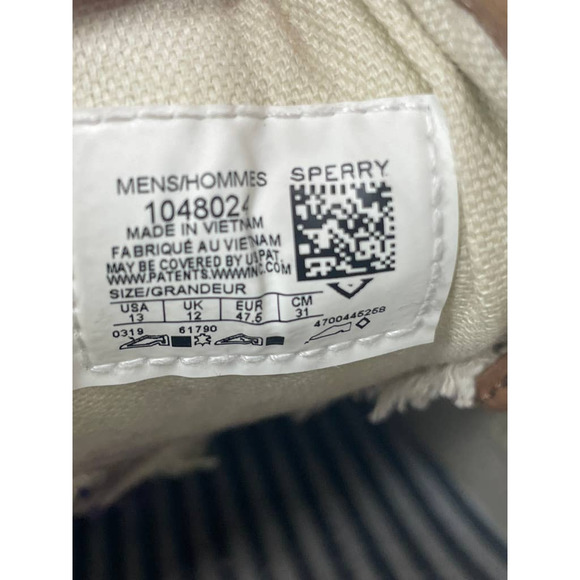 MENS/HOMMES
SPERRY
1048024
MADE IN VIETNAM
FABRIQUÉ AU VIETNAM
MAY BE COVERED BY US PAT.
WWW.PATENTS.WWWINC.COM
SIZE/GRANDEUR
USA UK EUR CM
13 12 47,5 31
0319 61790 4700445258